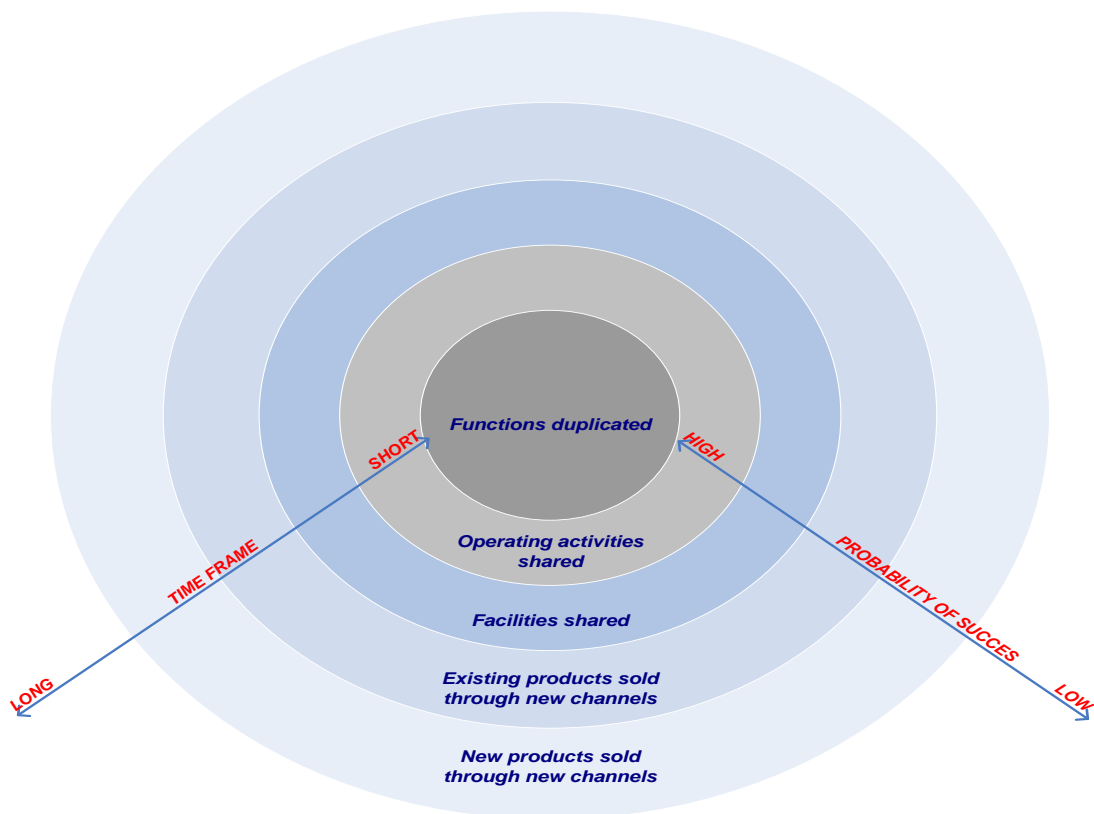 Functions duplicated
SHORT
HIGH
Operating activities
shared
TIME FRAME
PROBABILITY OF SUCCES
Facilities shared
LONG
LOW
Existing products sold
through new channels
New products sold
through new channels